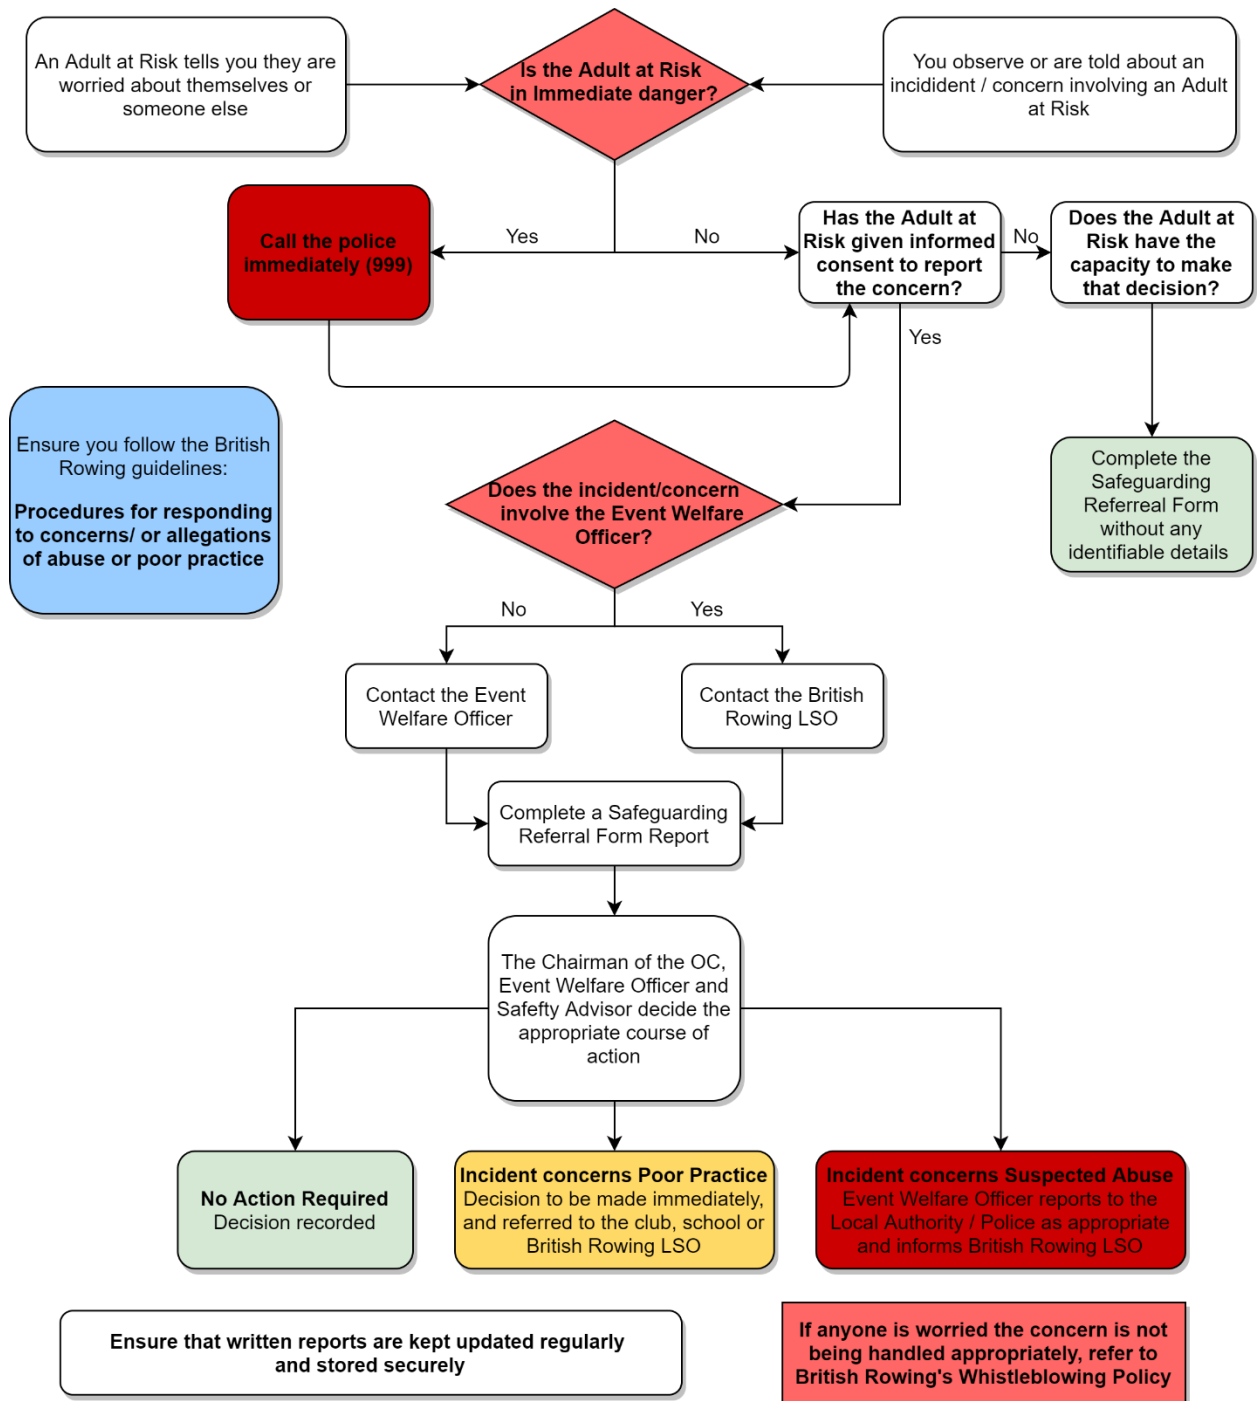 An Adult at Risk tells you they are
worried about themselves or
someone else
Is the Adult at Risk
in Immediate danger?
You observe or are told about an
incidident / concern involving an Adult
at Risk
Call the police
immediately (999)
Yes
No
Has the Adult at
Risk given informed
consent to report
the concern?
No
Does the Adult at
Risk have the
capacity to make
that decision?
Yes
Ensure you follow the British
Rowing guidelines:
Procedures for responding
to concerns/ or allegations
of abuse or poor practice
Does the incident/concern
involve the Event Welfare
Officer?
Complete the
Safeguarding
Referreal Form
without any
identifiable details
No
Yes
Contact the Event
Welfare Officer
Contact the British
Rowing LSO
Complete a Safeguarding
Referral Form Report
The Chairman of the OC,
Event Welfare Officer and
Safefty Advisor decide the
appropriate course of
action
No Action Required
Decision recorded
Incident concerns Poor Practice
Decision to be made immediately,
and referred to the club, school or
British Rowing LSO
Incident concerns Suspected Abuse
Event Welfare Officer reports to the
Local Authority / Police as appropriate
and informs British Rowing LSO
Ensure that written reports are kept updated regularly
and stored securely
If anyone is worried the concern is not
being handled appropriately, refer to
British Rowing's Whistleblowing Policy